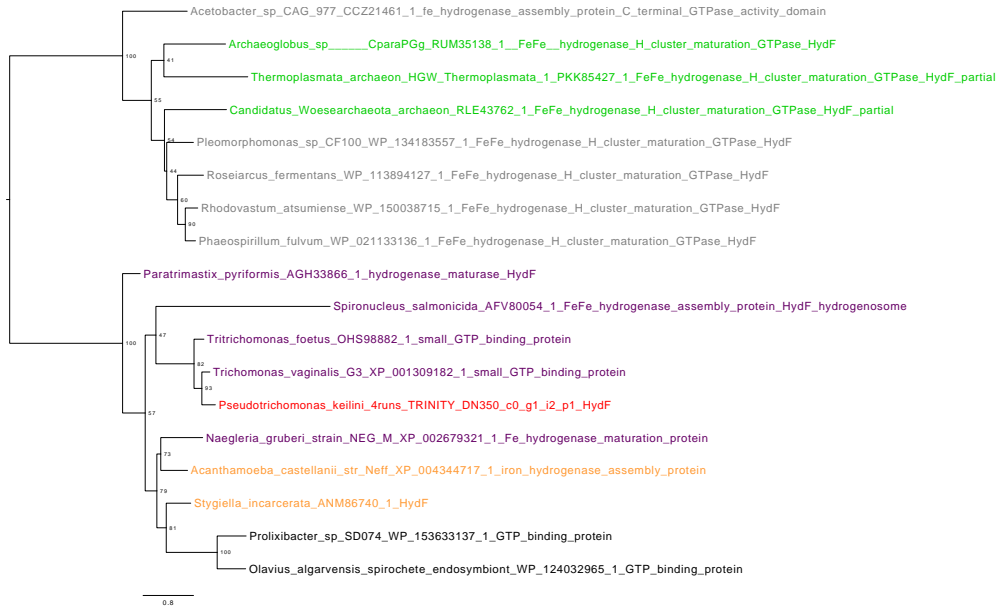 Acetobacter_sp_CAG_977_CCZ21461_1_fe_hydrogenase_assembly_protein_C_terminal_GTPase_activity_domain
Archaeoglobus_sp______CparaPGg_RUM35138_1__FeFe__hydrogenase_H_cluster_maturation_GTPase_HydF
100
41
Thermoplasmata_archaeon_HGW_Thermoplasmata_1_PKK85427_1_FeFe_hydrogenase_H_cluster_maturation_GTPase_HydF_partial
55
Candidatus_Woesearchaeota_archaeon_RLE43762_1_FeFe_hydrogenase_H_cluster_maturation_GTPase_HydF_partial
54
Pleomorphomonas_sp_CF100_WP_134183557_1_FeFe_hydrogenase_H_cluster_maturation_GTPase_HydF
44
Roseiarcus_fermentans_WP_113894127_1_FeFe_hydrogenase_H_cluster_maturation_GTPase_HydF
60
Rhodovastum_atsumiense_WP_150038715_1_FeFe_hydrogenase_H_cluster_maturation_GTPase_HydF
90
Phaeospirillum_fulvum_WP_021133136_1_FeFe_hydrogenase_H_cluster_maturation_GTPase_HydF
Paratrimastix_pyriformis_AGH33866_1_hydrogenase_maturase_HydF
Spironucleus_salmonicida_AFV80054_1_FeFe_hydrogenase_assembly_protein_HydF_hydrogenosome
47
100
Tritrichomonas_foetus_OHS98882_1_small_GTP_binding_protein
82
Trichomonas_vaginalis_G3_XP_001309182_1_small_GTP_binding_protein
93
Pseudotrichomonas_keilini_4runs_TRINITY_DN350_c0_g1_i2_p1_HydF
57
Naegleria_gruberi_strain_NEG_M_XP_002679321_1_Fe_hydrogenase_maturation_protein
73
Acanthamoeba_castellanii_str_Neff_XP_004344717_1_iron_hydrogenase_assembly_protein
79
Stygiella_incarcerata_ANM86740_1_HydF
81
Prolixibacter_sp_SD074_WP_153633137_1_GTP_binding_protein
100
Olavius_algarvensis_spirochete_endosymbiont_WP_124032965_1_GTP_binding_protein
0.8